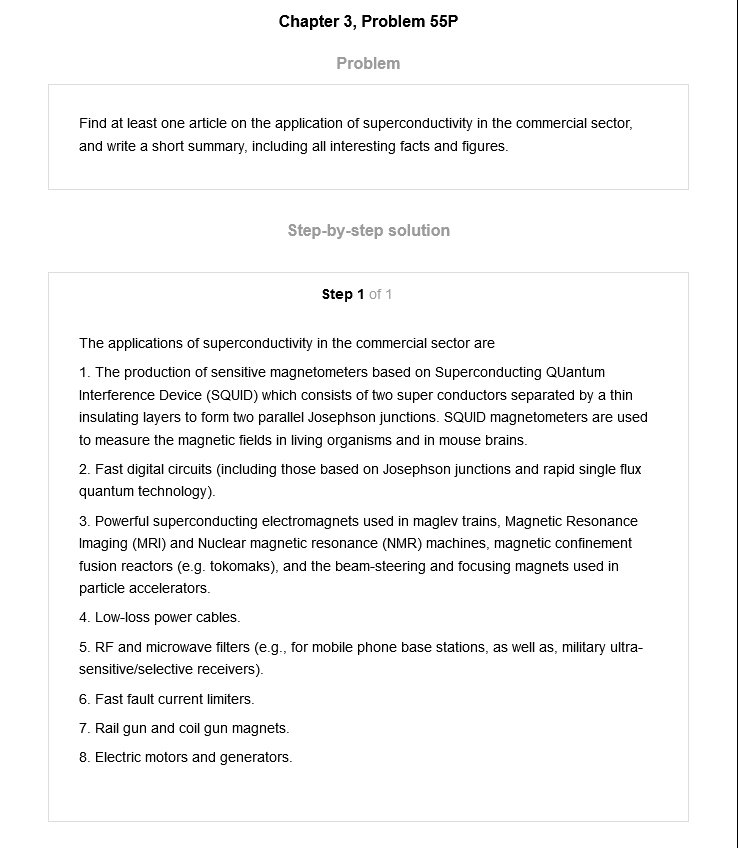 Chapter 3, Problem 55P
Problem
Find at least one article on the application of superconductivity in the commercial sector,
and write a short summary, including all interesting facts and figures.
Step-by-step solution
Step 1 of 1
The applications of superconductivity in the commercial sector are
1. The production of sensitive magnetometers based on Superconducting QUantum
Interference Device (SQUID) which consists of two super conductors separated by a thin
insulating layers to form two parallel Josephson junctions. SQUID magnetometers are used
to measure the magnetic fields in living organisms and in mouse brains.
2. Fast digital circuits (including those based on Josephson junctions and rapid single flux
quantum technology).
3. Powerful superconducting electromagnets used in maglev trains, Magnetic Resonance
Imaging (MRI) and Nuclear magnetic resonance (NMR) machines, magnetic confinement
fusion reactors (e.g. tokomaks), and the beam-steering and focusing magnets used in
particle accelerators.
4. Low-loss power cables.
5. RF and microwave filters (e.g., for mobile phone base stations, as well as, military ultra-
sensitive/selective receivers).
6. Fast fault current limiters.
7. Rail gun and coil gun magnets.
8. Electric motors and generators.